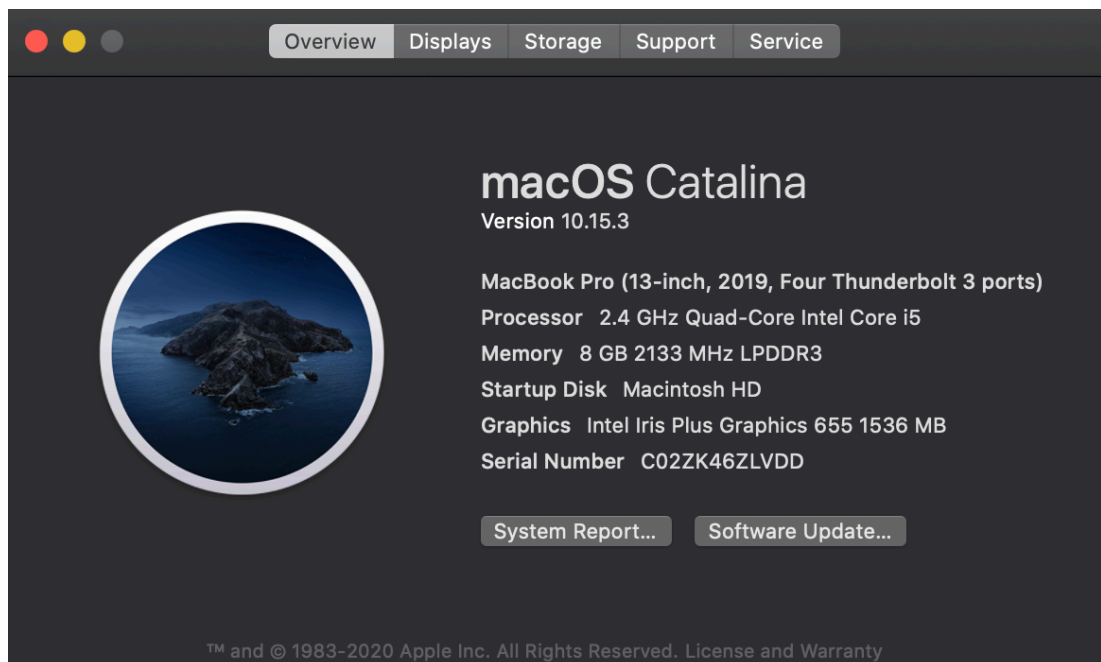 Overview Displays Storage Support Service
macOS Catalina
Version 10.15.3
MacBook Pro (13-inch, 2019, Four Thunderbolt 3 ports)
Processor 2.4 GHz Quad-Core Intel Core i5
Memory 8 GB 2133 MHz LPDDR3
Startup Disk Macintosh HD
Graphics Intel Iris Plus Graphics 655 1536 MB
Serial Number C02ZK46ZLVDD
System Report... Software Update...
™ and © 1983-2020 Apple Inc. All Rights Reserved. License and Warranty